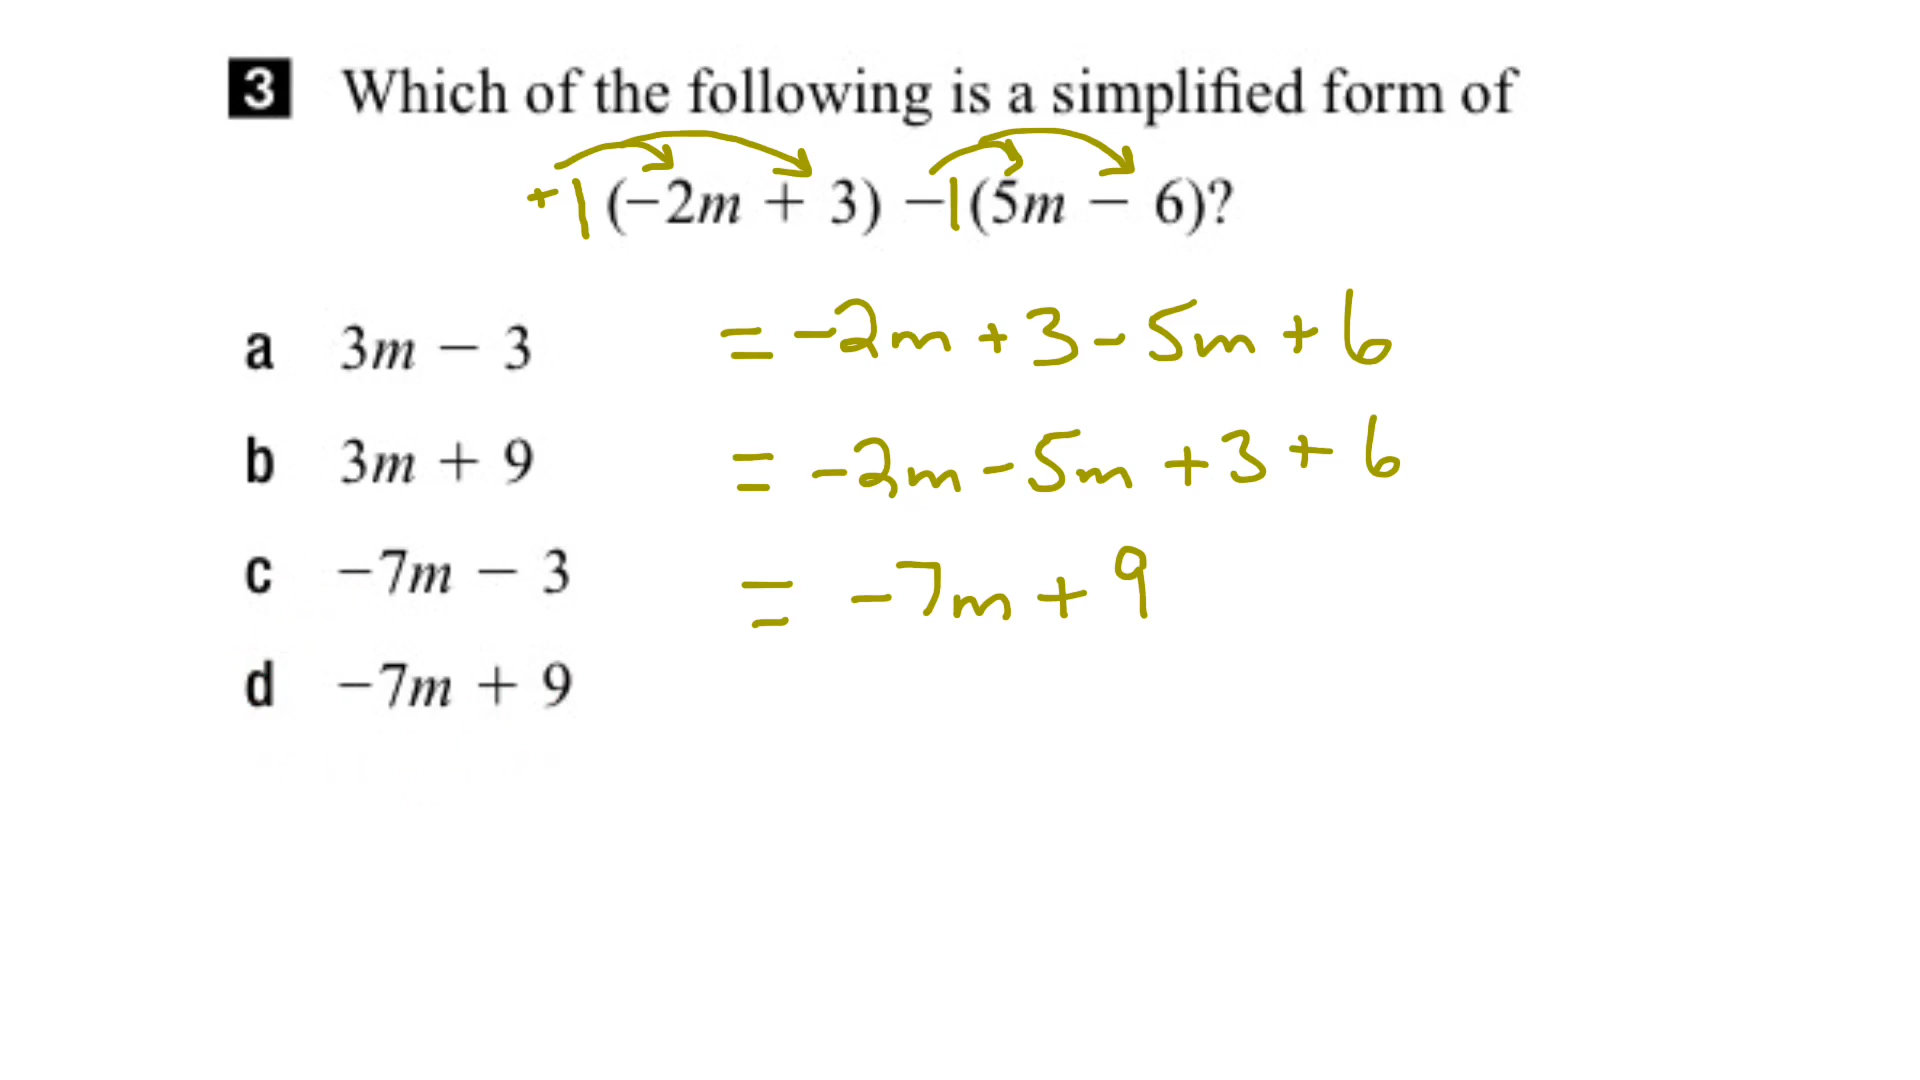 3 Which of the following is a simplified form of
+1(−2m + 3) −1(5m − 6)?
a 3m − 3
= -2m+3-5m+6
b 3m + 9
= -2m-5m+3+6
c −7m − 3
= -7m+9
d −7m + 9